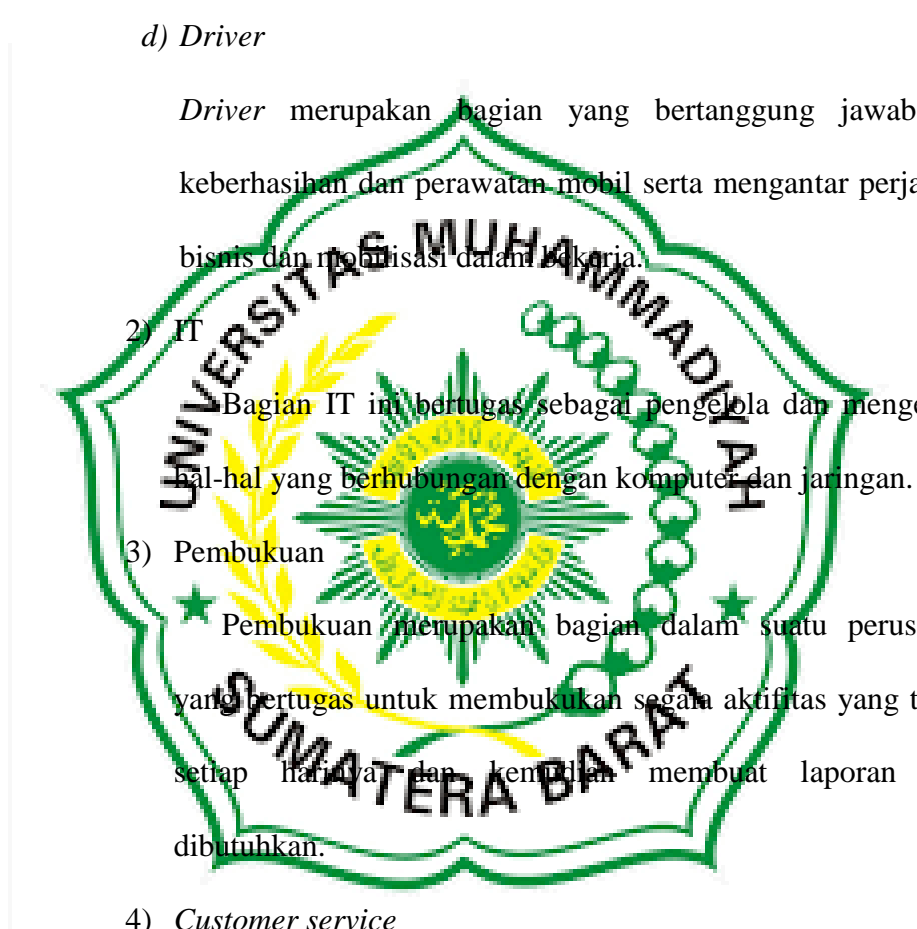 d) Driver
Driver merupakan bagian yang bertanggung jawab
keberhasihan dan perawatan mobil serta mengantar perja
bisnis dan mobilisasi dalam bekerja.
2) IT
Bagian IT ini bertugas sebagai pengelola dan menge
hal-hal yang berhubungan dengan komputer dan jaringan.
3) Pembukuan
Pembukuan merupakan bagian dalam suatu perus
yang bertugas untuk membukukan segala aktifitas yang t
setiap harinya dan kemudian membuat laporan
dibutuhkan.
4) Customer service
UNIVERSITAS MUHAMMADIYAH
SUMATERA BARAT